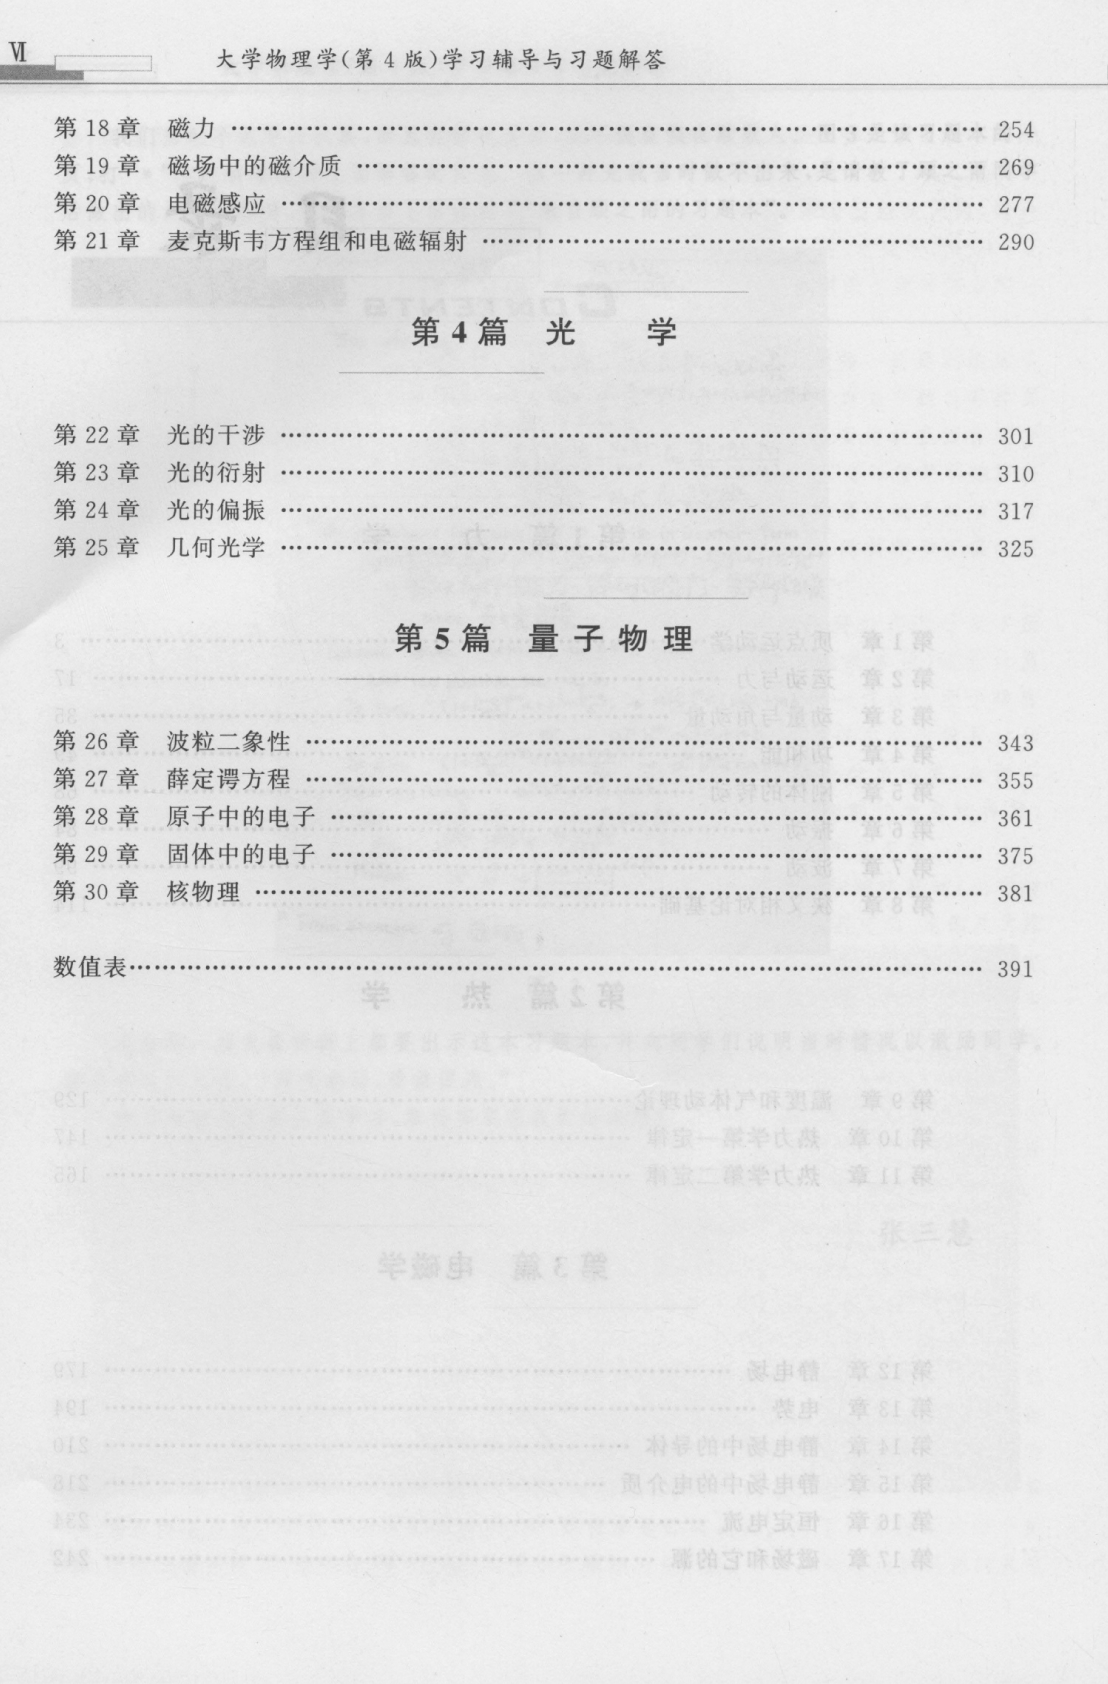 Ⅵ
大学物理学(第4版)学习辅导与习题解答
第18章 磁力 …… 254
第19章 磁场中的磁介质 …… 269
第20章 电磁感应 …… 277
第21章 麦克斯韦方程组和电磁辐射 …… 290
第4篇 光 学
第22章 光的干涉 …… 301
第23章 光的衍射 …… 310
第24章 光的偏振 …… 317
第25章 几何光学 …… 325
第5篇 量子物理
第26章 波粒二象性 …… 343
第27章 薛定谔方程 …… 355
第28章 原子中的电子 …… 361
第29章 固体中的电子 …… 375
第30章 核物理 …… 381
数值表 …… 391